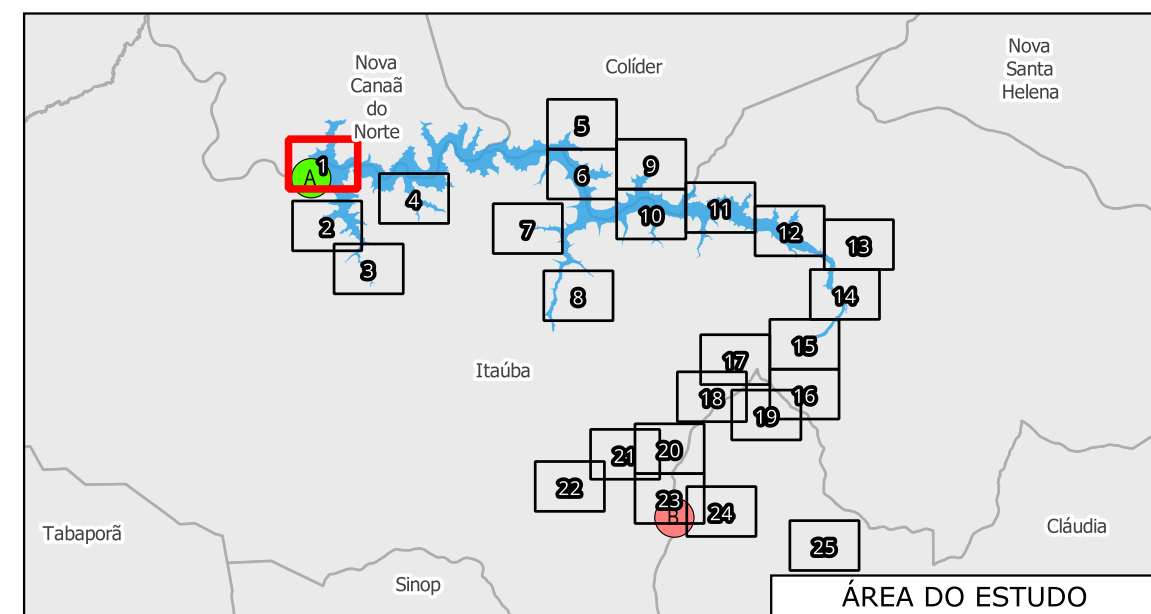 Nova
Santa
Helena
Nova
Canaã
do
Norte
Colíder
5
1
A
9
6
4
11
10
2
7
12
13
3
8
14
15
17
Itaúba
16
18
19
20
21
22
23
24
B
Cláudia
Tabaporã
25
Sinop
ÁREA DO ESTUDO